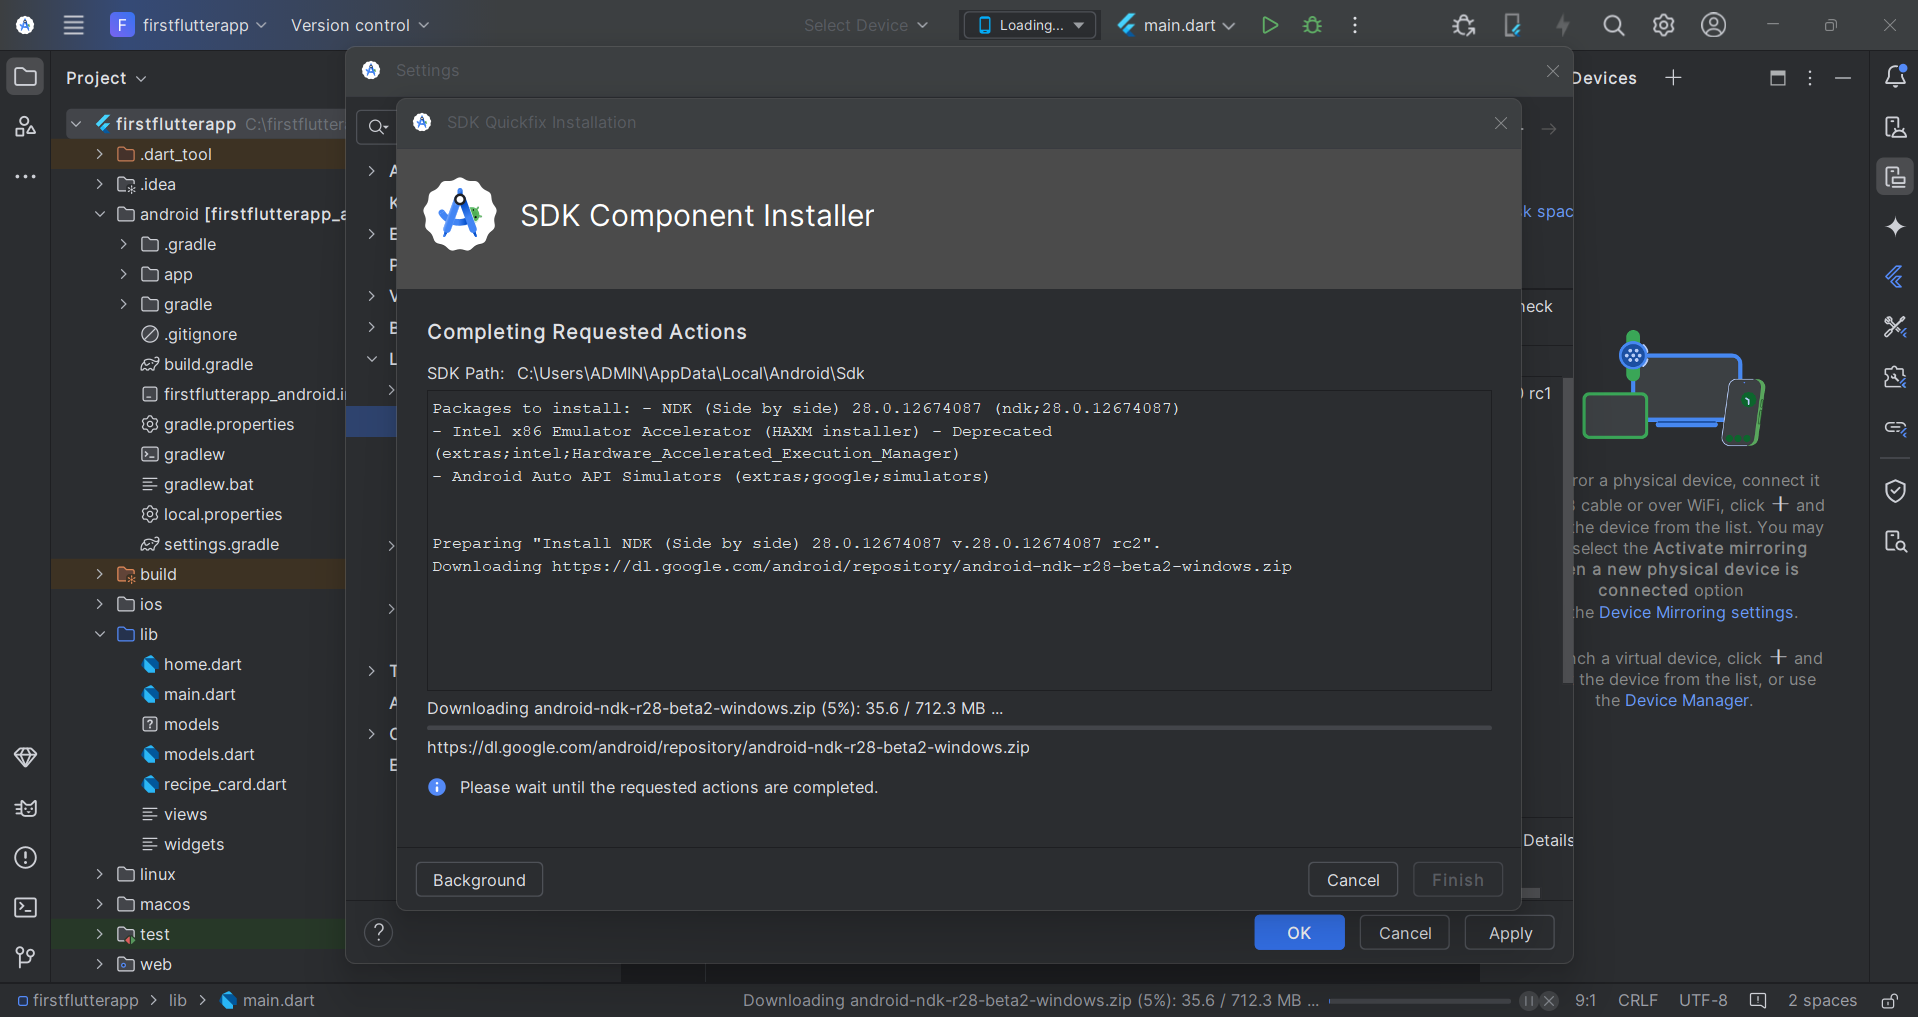 F firstflutterapp
Version control
Select Device
Loading...
main.dart
Project
Settings
Devices
firstflutterapp C:\firstflutter
SDK Quickfix Installation
.dart_tool
.idea
android [firstflutterapp_a
.gradle
app
gradle
.gitignore
build.gradle
firstflutterapp_android.i
gradle.properties
gradlew
gradlew.bat
local.properties
settings.gradle
build
ios
lib
home.dart
main.dart
models
models.dart
recipe_card.dart
views
widgets
linux
macos
test
web
SDK Component Installer
Completing Requested Actions
SDK Path: C:\Users\ADMIN\AppData\Local\Android\Sdk
Packages to install: - NDK (Side by side) 28.0.12674087 (ndk;28.0.12674087)
- Intel x86 Emulator Accelerator (HAXM installer) - Deprecated
(extras;intel;Hardware_Accelerated_Execution_Manager)
- Android Auto API Simulators (extras;google;simulators)
Preparing "Install NDK (Side by side) 28.0.12674087 v.28.0.12674087 rc2".
Downloading https://dl.google.com/android/repository/android-ndk-r28-beta2-windows.zip
Downloading android-ndk-r28-beta2-windows.zip (5%): 35.6 / 712.3 MB ...
https://dl.google.com/android/repository/android-ndk-r28-beta2-windows.zip
Please wait until the requested actions are completed.
Background
Cancel
Finish
k spac
heck
) rc1
Details
?
OK
Cancel
Apply
ror a physical device, connect it
cable or over WiFi, click + and
he device from the list. You may
select the Activate mirroring
n a new physical device is
connected option
he Device Mirroring settings.
ch a virtual device, click + and
the device from the list, or use
the Device Manager.
firstflutterapp > lib > main.dart
Downloading android-ndk-r28-beta2-windows.zip (5%): 35.6 / 712.3 MB ...
9:1
CRLF
UTF-8
2 spaces